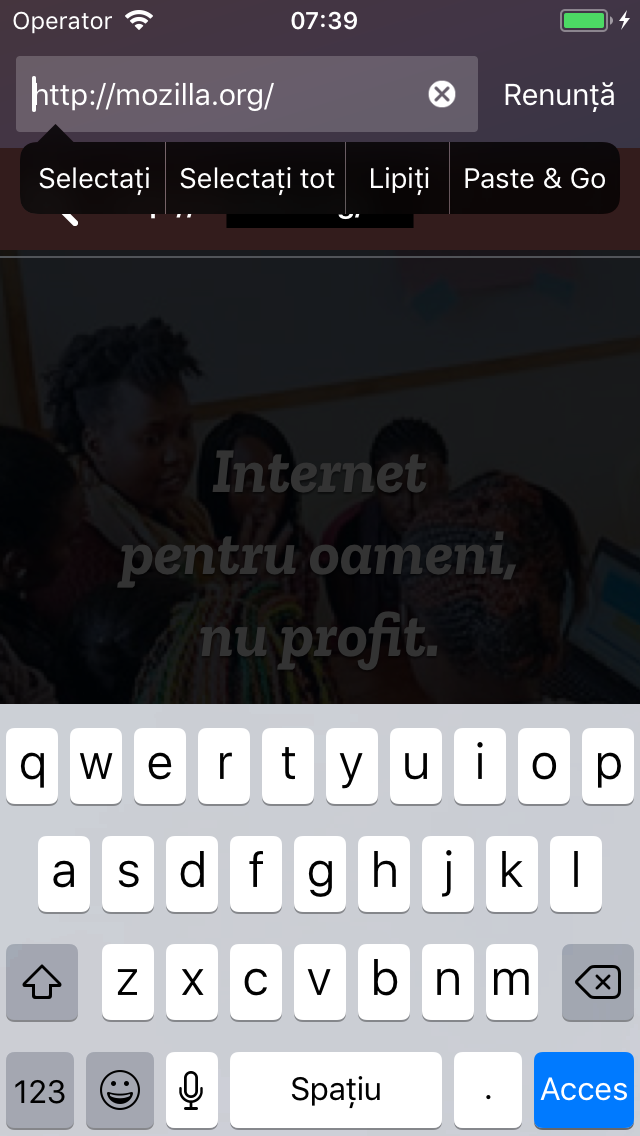 Operator 07:39
http://mozilla.org/ Renunță
Selectați Selectați tot Lipiți Paste & Go
Internet
pentru oameni,
nu profit.
q w e r t y u i o p
a s d f g h j k l
z x c v b n m
123 Spațiu . Acces